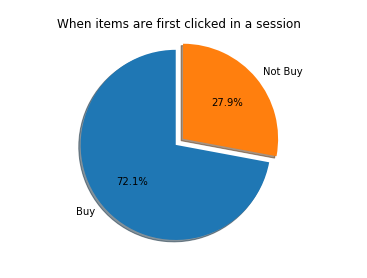 When items are first clicked in a session
Not Buy
27.9%
72.1%
Buy